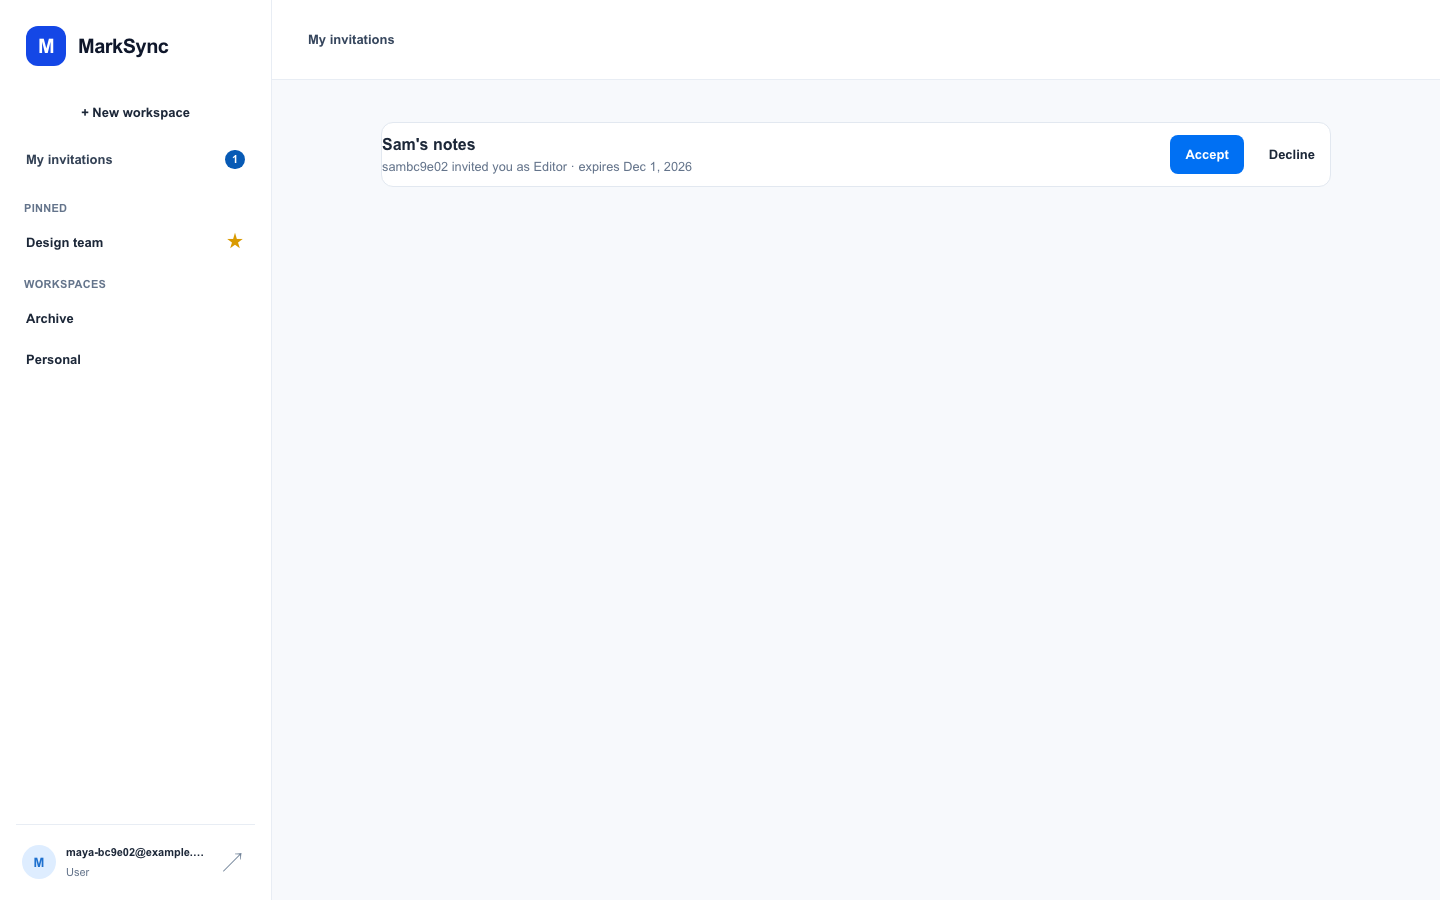 M MarkSync
+ New workspace
My invitations 1
PINNED
Design team ★
WORKSPACES
Archive
Personal
M maya-bc9e02@example....
User
My invitations
Sam's notes
sambc9e02 invited you as Editor · expires Dec 1, 2026
Accept Decline